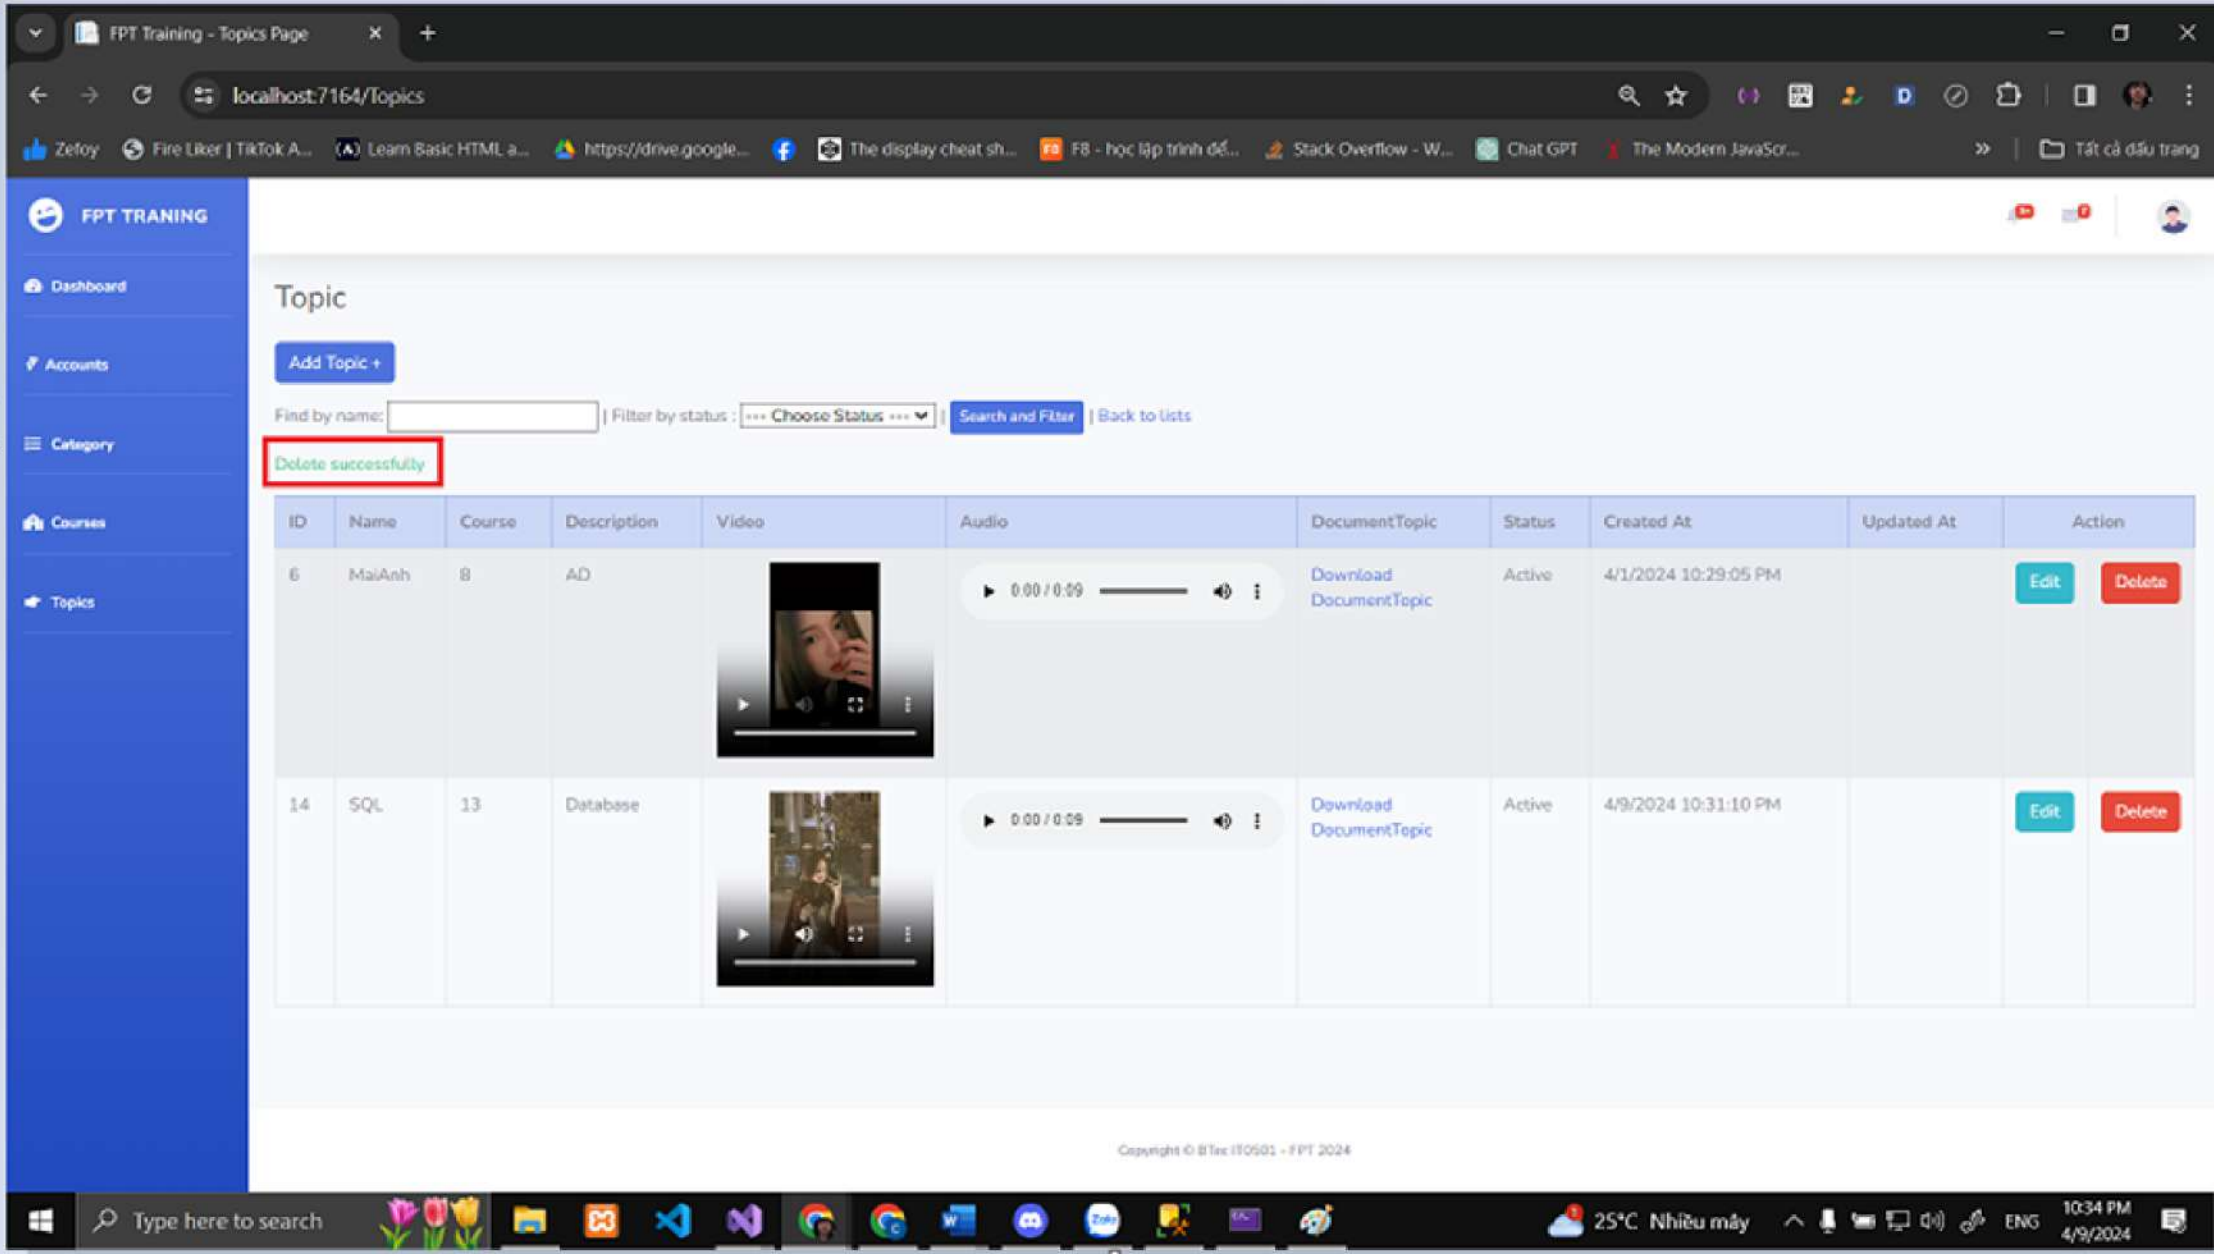 FPT Training - Topics Page
localhost:7164/Topics
Zefoy
Fire Liker | TikTok A...
(A) Learn Basic HTML a...
https://drive.google...
The display cheat sh...
F8 - học lập trình để...
Stack Overflow - W...
Chat GPT
The Modern JavaScr...
Tất cả dấu trang
FPT TRANING
Dashboard
Accounts
Category
Courses
Topics
Topic
Add Topic +
Find by name: | Filter by status : --- Choose Status --- | Search and Filter | Back to lists
Delete successfully
ID Name Course Description Video Audio DocumentTopic Status Created At Updated At Action
6 MaiAnh 8 AD 0:00 / 0:09 Download DocumentTopic Active 4/1/2024 10:29:05 PM Edit Delete
14 SQL 13 Database 0:00 / 0:09 Download DocumentTopic Active 4/9/2024 10:31:10 PM Edit Delete
Copyright © BTec IT0501 - FPT 2024
Type here to search
25°C Nhiều mây
ENG
10:34 PM
4/9/2024